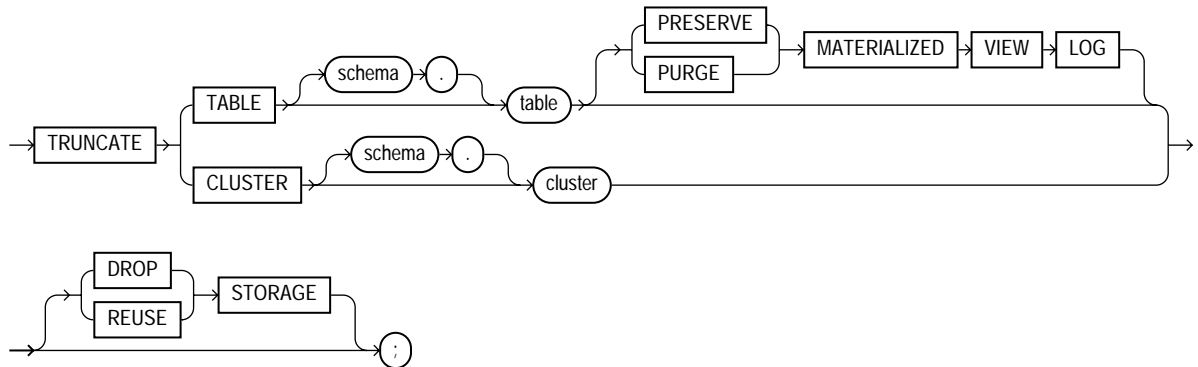 PRESERVE
schema . MATERIALIZED VIEW LOG
PURGE
TABLE table
TRUNCATE
schema .
CLUSTER cluster
DROP
STORAGE
REUSE
;